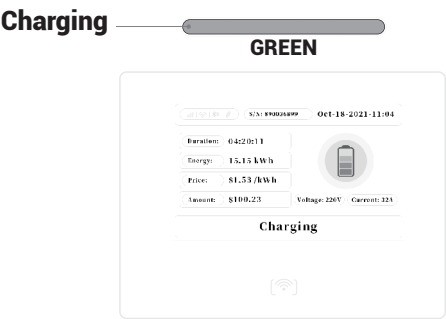 Charging
GREEN
S/N: 890026899 Oct-18-2021-11:04
Duration: 04:20:11
Energy: 15.15 kWh
Price: $1.53 /kWh
Amount: $100.23
Voltage: 220V Current: 32A
Charging